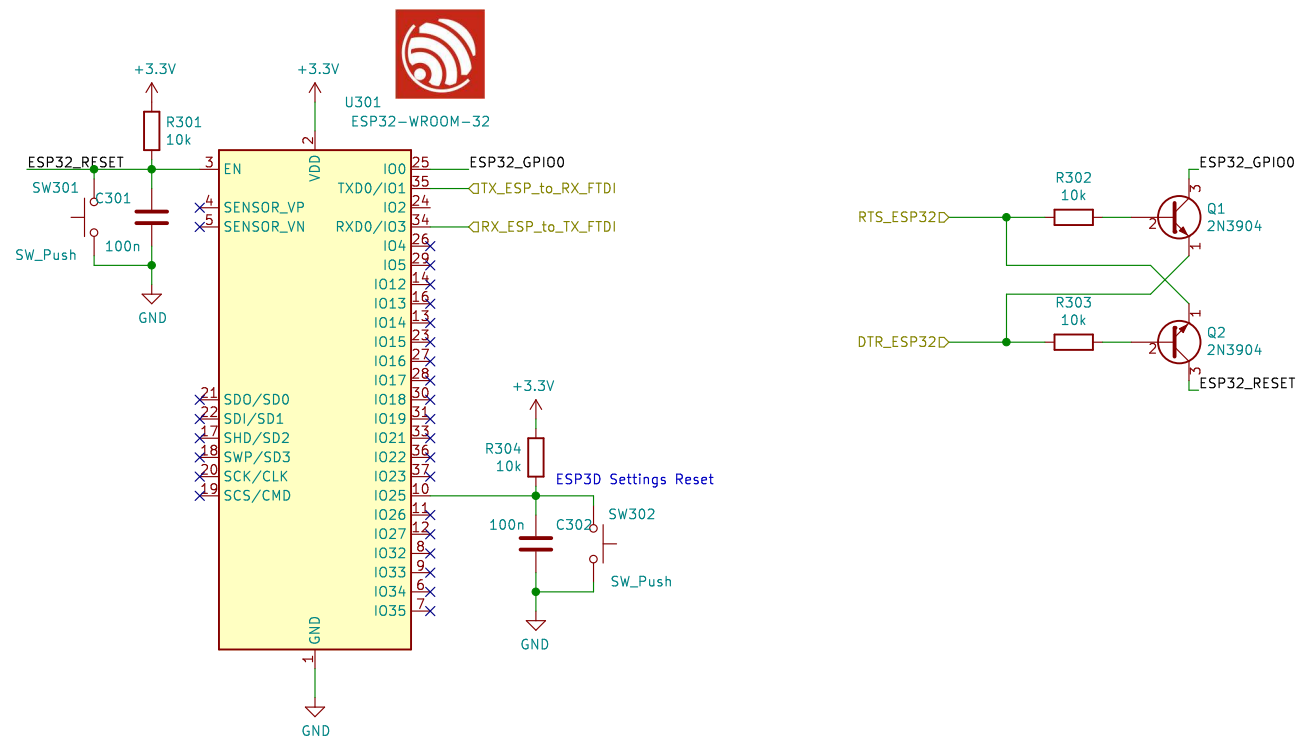 +3.3V
R301
10k
ESP32_RESET
SW301
C301
SW_Push
100n
GND
+3.3V
U301
ESP32-WROOM-32
2
VDD
3 EN
4 SENSOR_VP
5 SENSOR_VN
21 SDO/SD0
22 SDI/SD1
17 SHD/SD2
18 SWP/SD3
20 SCK/CLK
19 SCS/CMD
IO0 25 ESP32_GPIO0
TXD0/IO1 35 TX_ESP_to_RX_FTDI
IO2 24
RXD0/IO3 34 RX_ESP_to_TX_FTDI
IO4 26
IO5 29
IO12 14
IO13 16
IO14 13
IO15 23
IO16 27
IO17 28
IO18 30
IO19 31
IO21 33
IO22 36
IO23 37
IO25 10
IO26 11
IO27 12
IO32 8
IO33 9
IO34 6
IO35 7
GND
1
GND
+3.3V
R304
10k
ESP3D Settings Reset
100n
C302
SW302
SW_Push
GND
RTS_ESP32
R302
10k
ESP32_GPIO0
3
Q1
2N3904
2
1
DTR_ESP32
R303
10k
1
Q2
2N3904
2
3
ESP32_RESET